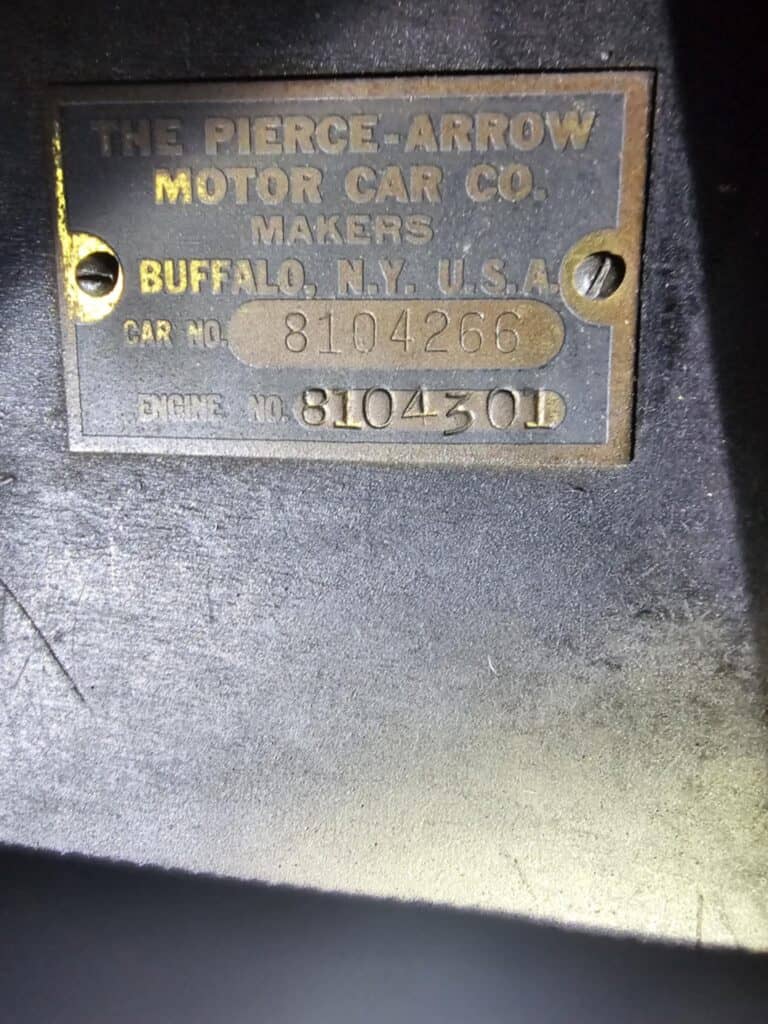 THE PIERCE-ARROW
MOTOR CAR CO.
MAKERS
BUFFALO, N.Y. U.S.A.
CAR NO. 8104266
ENGINE NO. 8104301